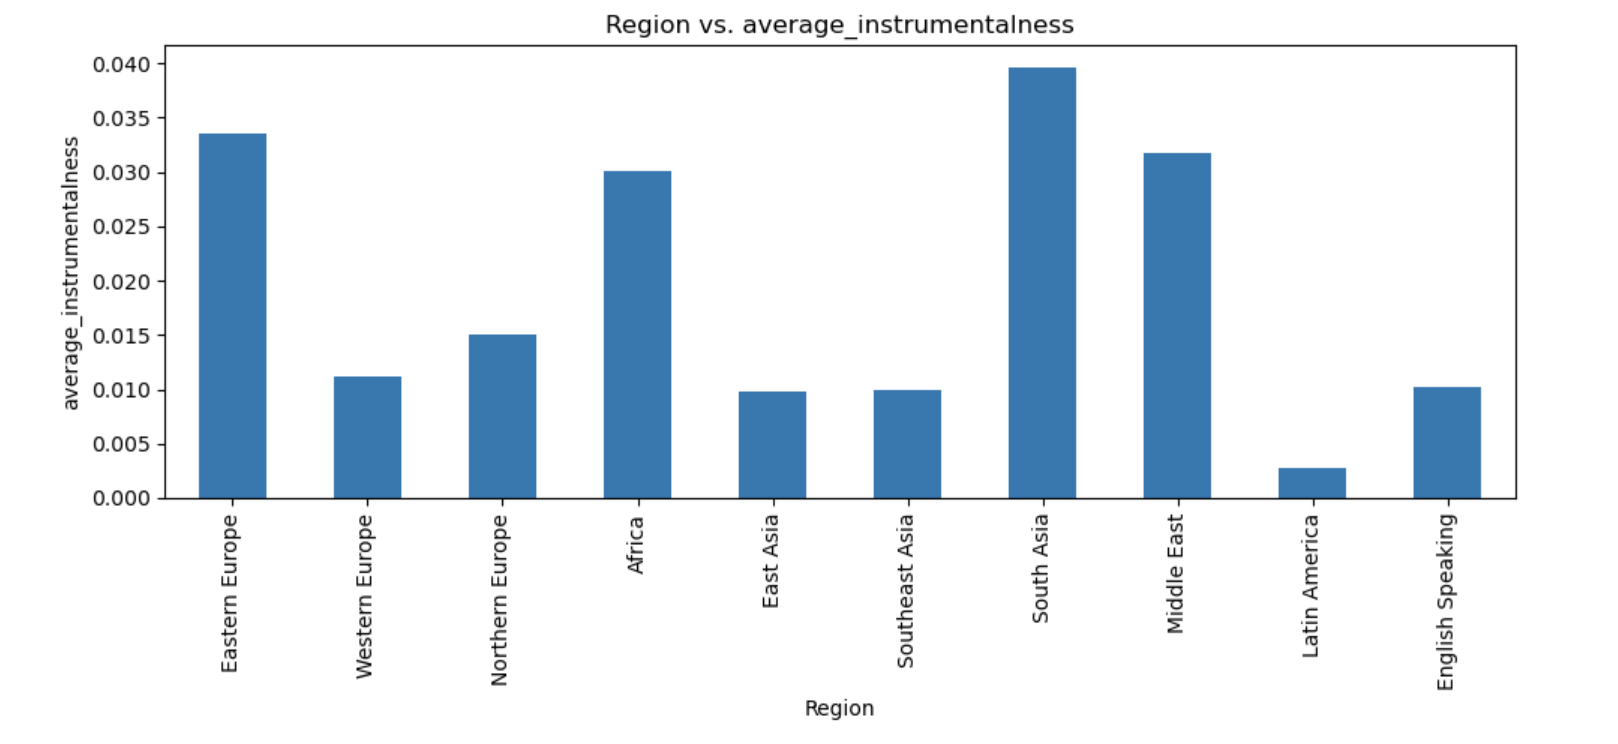 Region vs. average_instrumentalness
average_instrumentalness
0.040
0.035
0.030
0.025
0.020
0.015
0.010
0.005
0.000
Eastern Europe
Western Europe
Northern Europe
Africa
East Asia
Southeast Asia
South Asia
Middle East
Latin America
English Speaking
Region